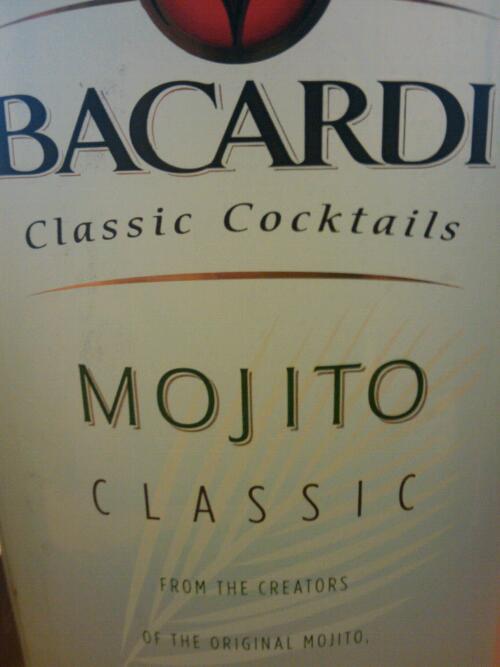 BACARDI
Classic Cocktails
MOJITO
CLASSIC
FROM THE CREATORS
OF THE ORIGINAL MOJITO.